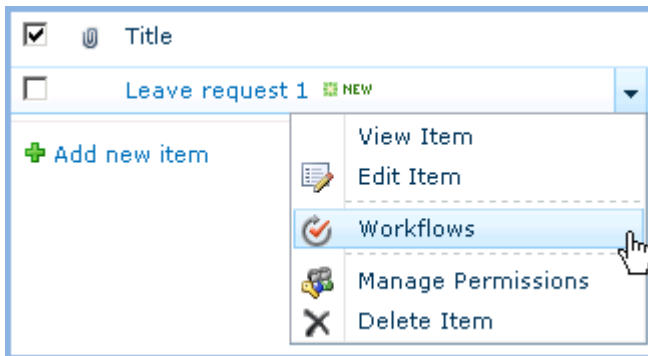 Title
Leave request 1 NEW
Add new item
View Item
Edit Item
Workflows
Manage Permissions
Delete Item